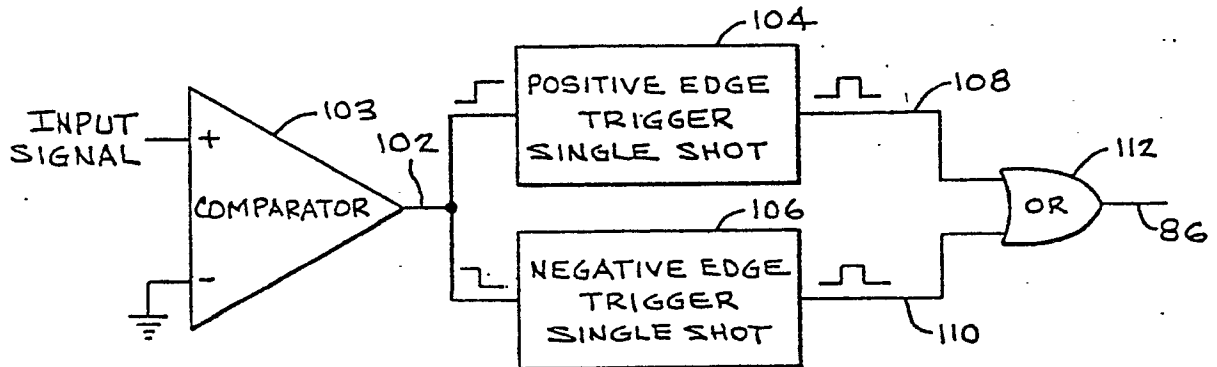 104
POSITIVE EDGE
TRIGGER
SINGLE SHOT
108
INPUT
SIGNAL
+
-
103
COMPARATOR
102
112
OR
86
106
NEGATIVE EDGE
TRIGGER
SINGLE SHOT
110